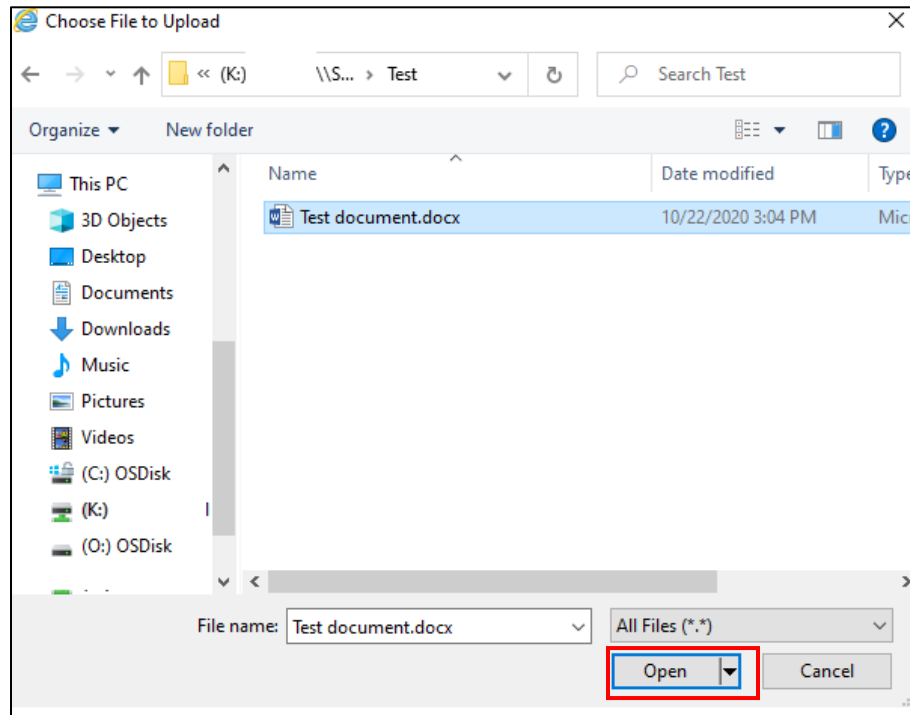 Choose File to Upload
« (K:) \\S... › Test
Search Test
Organize New folder
Name Date modified Type
This PC
3D Objects
Test document.docx 10/22/2020 3:04 PM Mic
Desktop
Documents
Downloads
Music
Pictures
Videos
(C:) OSDisk
(K:)
(O:) OSDisk
File name: Test document.docx All Files (*.*)
Open Cancel